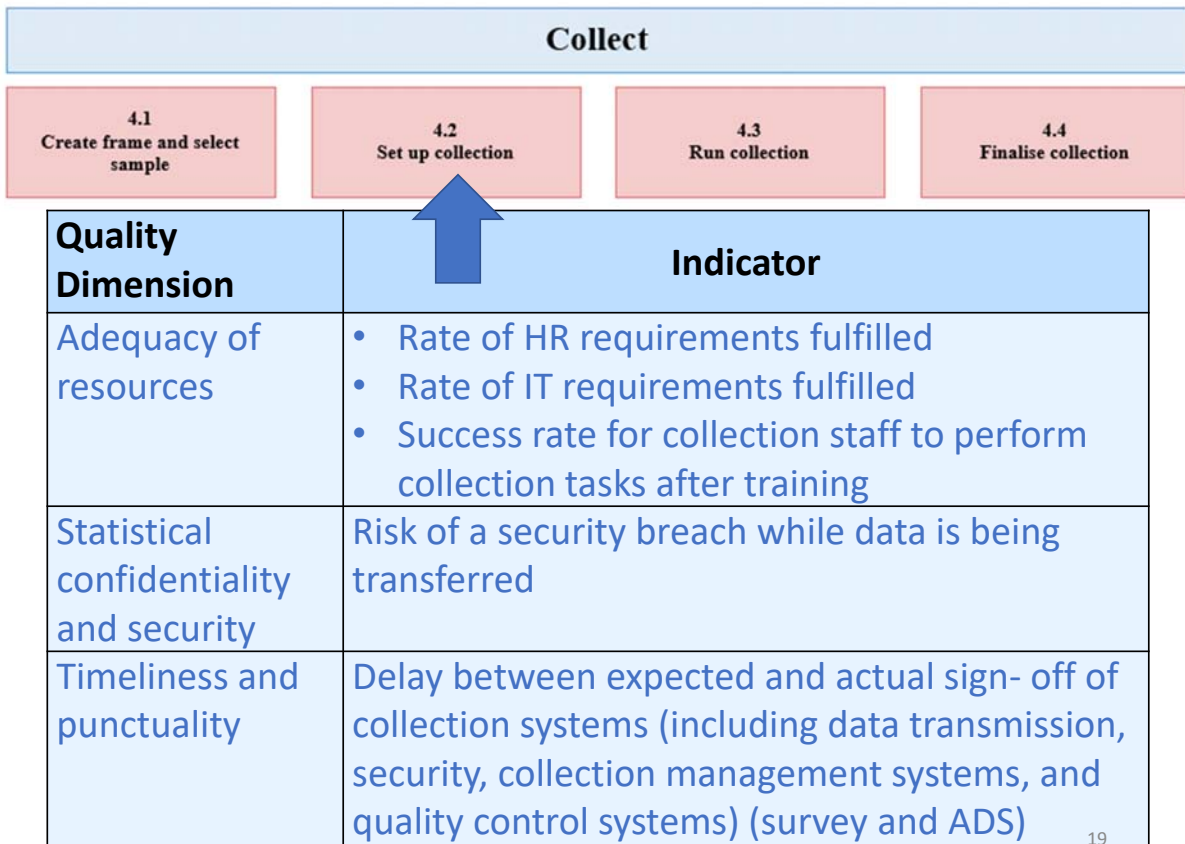 Collect
4.1
Create frame and select
sample
4.2
Set up collection
4.3
Run collection
4.4
Finalise collection
Quality
Dimension
Indicator
Adequacy of
resources
• Rate of HR requirements fulfilled
• Rate of IT requirements fulfilled
• Success rate for collection staff to perform
collection tasks after training
Statistical
confidentiality
and security
Risk of a security breach while data is being
transferred
Timeliness and
punctuality
Delay between expected and actual sign- off of
collection systems (including data transmission,
security, collection management systems, and
quality control systems) (survey and ADS)
19